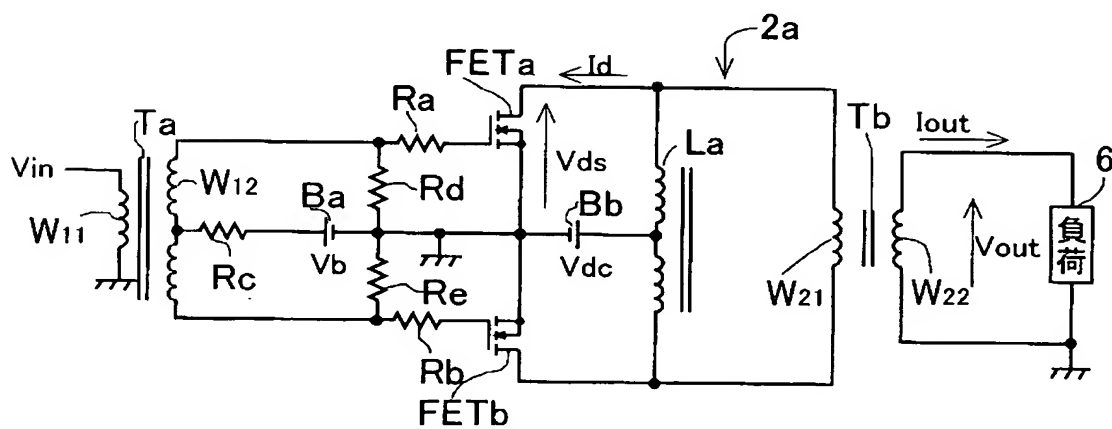 2a
FETa
Id
Ra
Ta
Tb
Iout
La
Vin
Vds
6
W12
Rd
Ba
Bb
W11
負荷
Vout
Rc
Vb
Vdc
Re
W21
W22
Rb
FETb